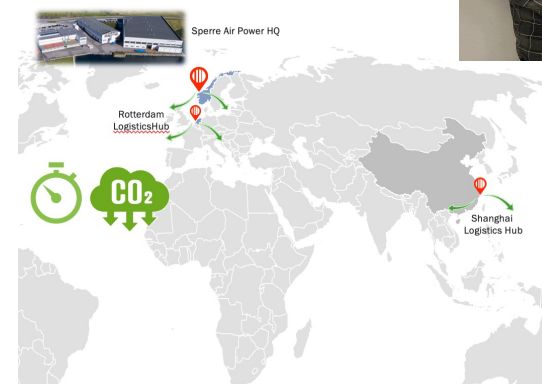 Sperre Air Power HQ
Rotterdam
LogisticsHub
CO2
Shanghai
Logistics Hub